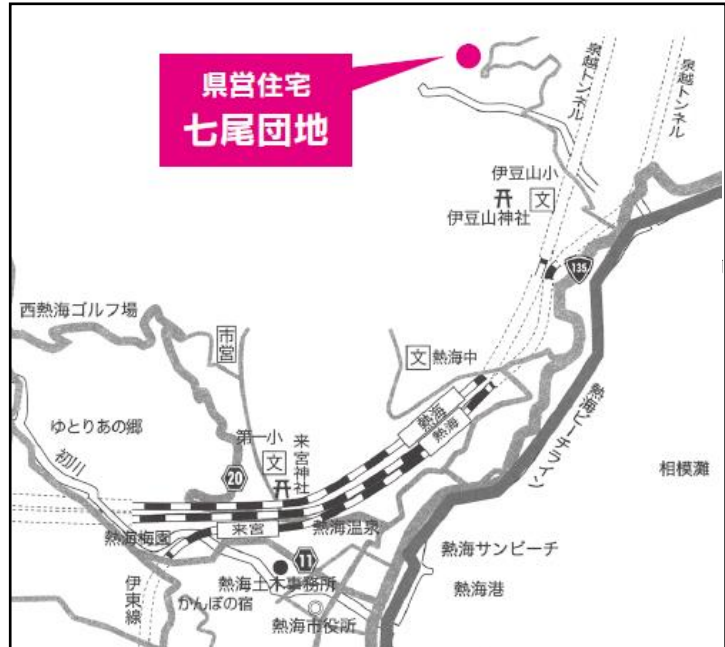 県営住宅
七尾団地
泉越トンネル
泉越トンネル
伊豆山小
文
伊豆山神社
135
西熱海ゴルフ場
市営
文
熱海中
熱海
熱海
熱海ビーチライン
ゆとりあの郷
初川
第一小
文
来宮神社
20
相模灘
来宮
熱海温泉
熱海梅園
11
熱海サンビーチ
熱海土木事務所
熱海港
伊東線
かんぽの宿
熱海市役所